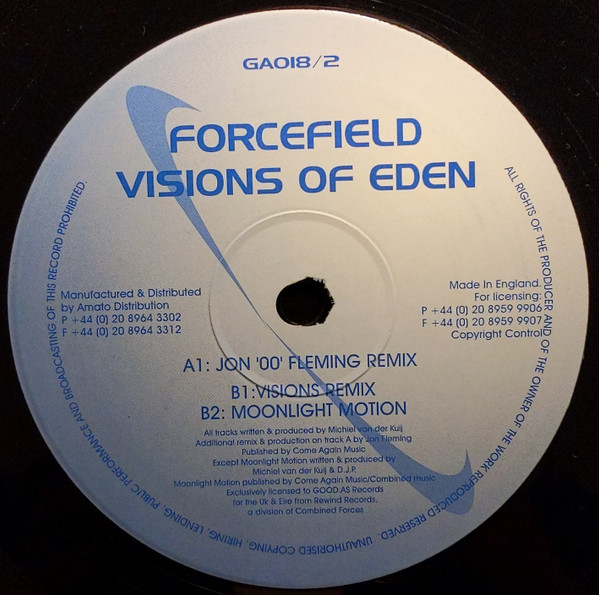 GA018/2
FORCEFIELD
VISIONS OF EDEN
Manufactured & Distributed
by Amato Distribution
P +44 (0) 20 8964 3302
F +44 (0) 20 8964 3312
Made In England.
For licensing:
P +44 (0) 20 8959 9906
F +44 (0) 20 8959 9907
Copyright Control
A1: JON '00' FLEMING REMIX
B1:VISIONS REMIX
B2: MOONLIGHT MOTION
All tracks written & produced by Michiel van der Kuij
Additional remix & production on track A by Jon Fleming
Published by Come Again Music
Except Moonlight Motion written & produced by
Michiel van der Kuij & D.J.P.
Moonlight Motion published by Come Again Music/Combined music
Exclusively licensed to GOOD:AS Records
for the Uk & Eire from Rewind Records,
a division of Combined Forces
ALL RIGHTS OF THE PRODUCER AND OF THE OWNER OF THE WORK REPRODUCED RESERVED. UNAUTHORISED COPYING, HIRING, LENDING, PUBLIC PERFORMANCE AND BROADCASTING OF THIS RECORD PROHIBITED.